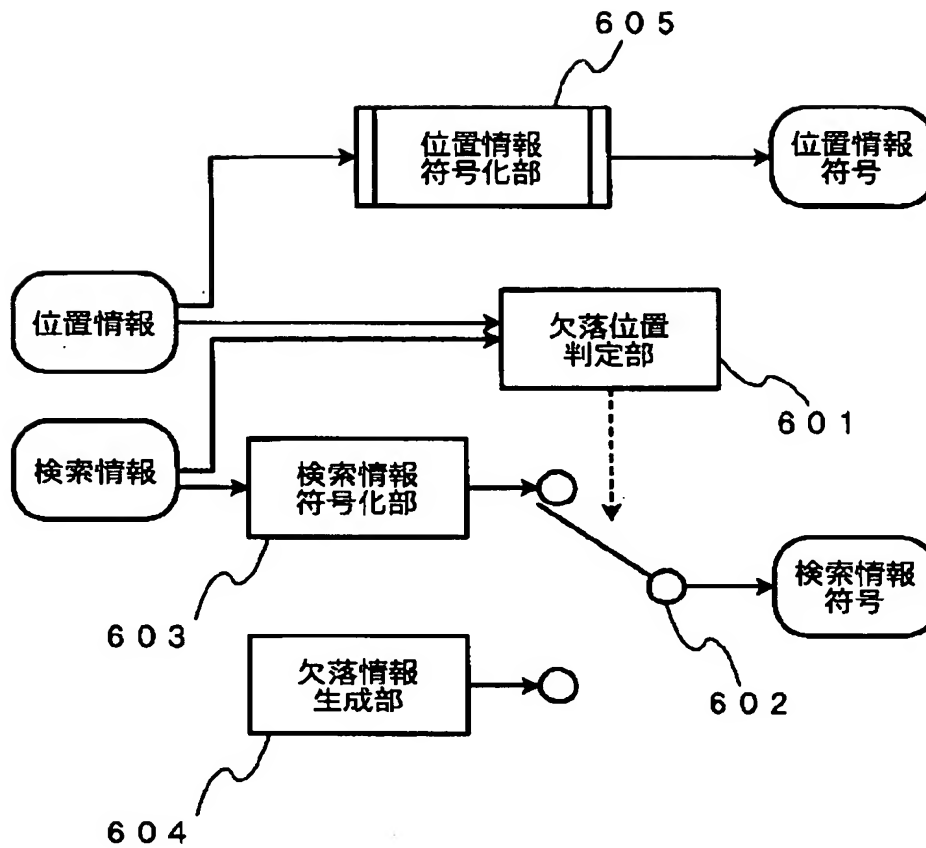 ６０５
位置情報
符号化部
位置情報
符号
位置情報
欠落位置
判定部
６０１
検索情報
検索情報
符号化部
検索情報
符号
６０３
６０２
欠落情報
生成部
６０４